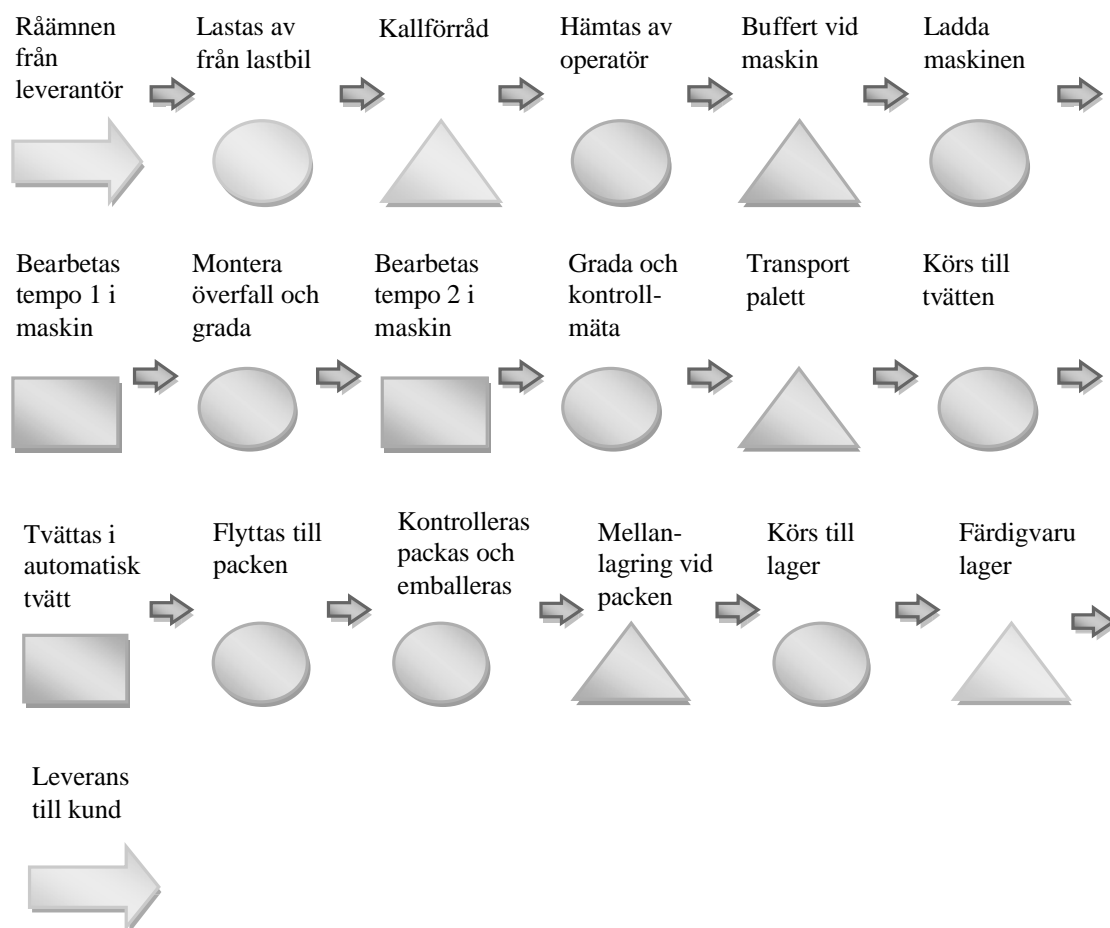 Råämnen
från
leverantör
Lastas av
från lastbil
Kallförråd
Hämtas av
operatör
Buffert vid
maskin
Ladda
maskinen
Bearbetas
tempo 1 i
maskin
Montera
överfall och
grada
Bearbetas
tempo 2 i
maskin
Grada och
kontroll-
mäta
Transport
palett
Körs till
tvätten
Tvättas i
automatisk
tvätt
Flyttas till
packen
Kontrolleras
packas och
emballeras
Mellan-
lagring vid
packen
Körs till
lager
Färdigvaru
lager
Leverans
till kund